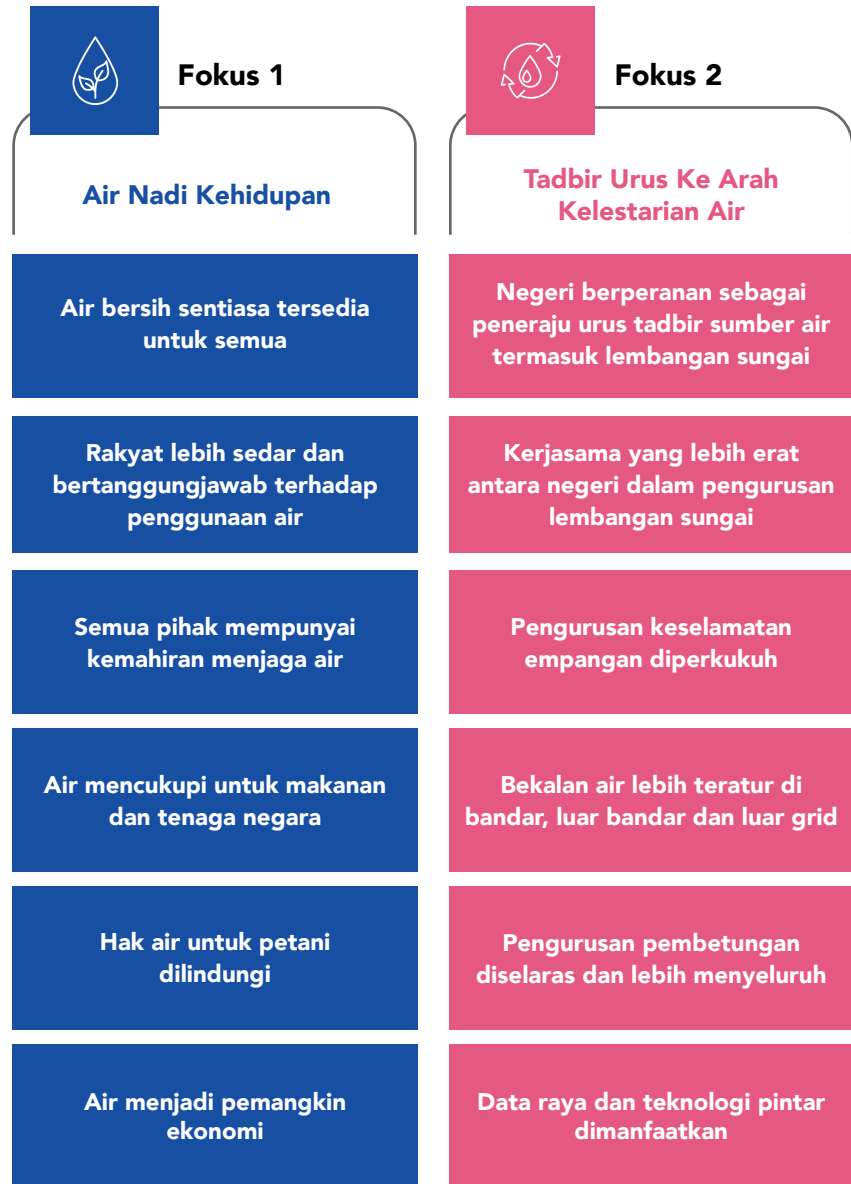 Fokus 1
Air Nadi Kehidupan
Air bersih sentiasa tersedia
untuk semua
Rakyat lebih sedar dan
bertanggungjawab terhadap
penggunaan air
Semua pihak mempunyai
kemahiran menjaga air
Air mencukupi untuk makanan
dan tenaga negara
Hak air untuk petani
dilindungi
Air menjadi pemangkin
ekonomi
Fokus 2
Tadbir Urus Ke Arah
Kelestarian Air
Negeri berperanan sebagai
peneraju urus tadbir sumber air
termasuk lembangan sungai
Kerjasama yang lebih erat
antara negeri dalam pengurusan
lembangan sungai
Pengurusan keselamatan
empangan diperkukuh
Bekalan air lebih teratur di
bandar, luar bandar dan luar grid
Pengurusan pembetungan
diselaras dan lebih menyeluruh
Data raya dan teknologi pintar
dimanfaatkan